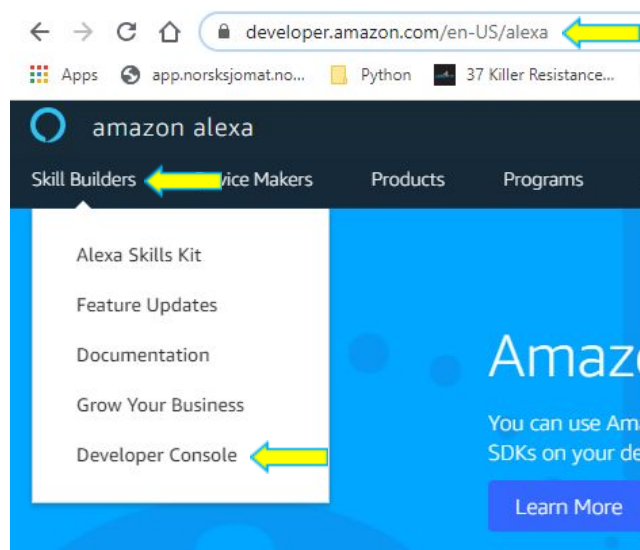 developer.amazon.com/en-US/alexa
Apps app.norsksjomat.no... Python 37 Killer Resistance...
amazon alexa
Skill Builders vice Makers Products Programs
Alexa Skills Kit
Feature Updates
Documentation
Grow Your Business
Developer Console
Amazo
You can use Ama
SDKs on your de
Learn More